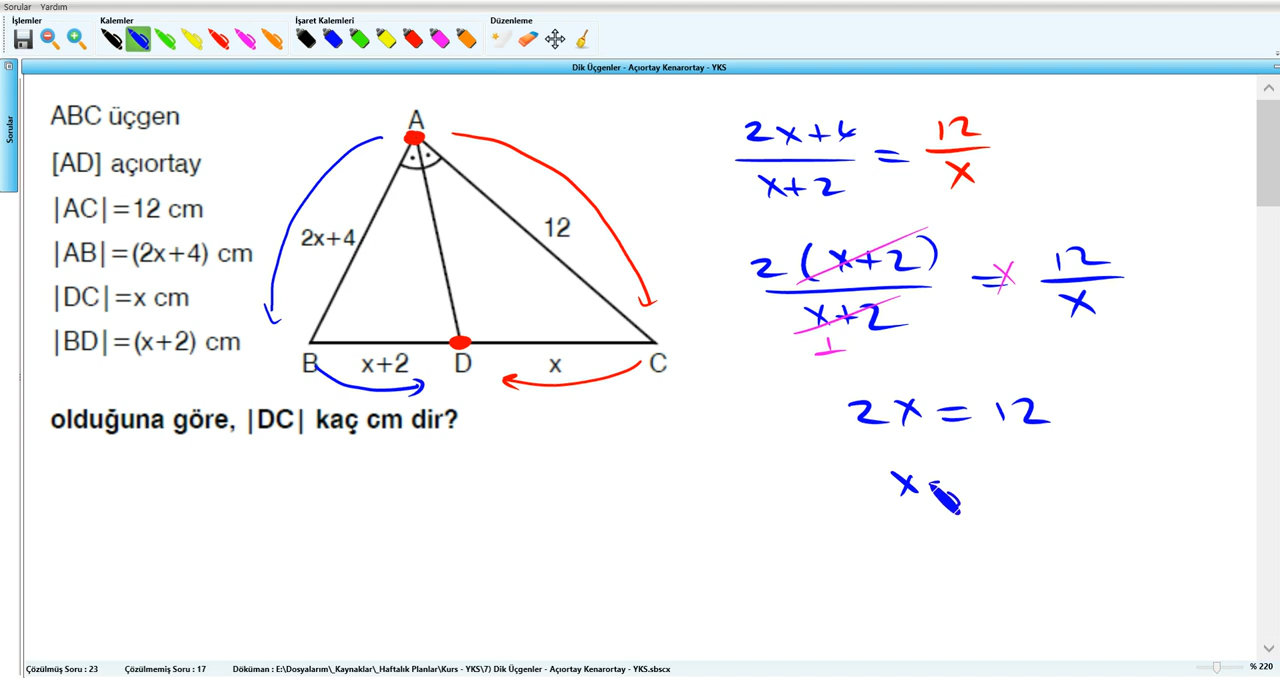 Sorular Yardım
İşlemler Kalemler İşaret Kalemleri Düzenleme
Dik Üçgenler - Açıortay Kenarortay - YKS
Sorular
ABC üçgen
[AD] açıortay
|AC|=12 cm
|AB|=(2x+4) cm
|DC|=x cm
|BD|=(x+2) cm
A
2x+4 12
B x+2 D x C
olduğuna göre, |DC| kaç cm dir?
2x+4 / x+2 = 12 / x
2 (x+2) / x+2 = 12 / x
x
1
2x = 12
x
Çözülmüş Soru : 23 Çözülmemiş Soru : 17 Döküman : E:\Dosyalarım\_Kaynaklar\_Haftalık Planlar\Kurs - YKS\7) Dik Üçgenler - Açıortay Kenarortay - YKS.sbscx % 220